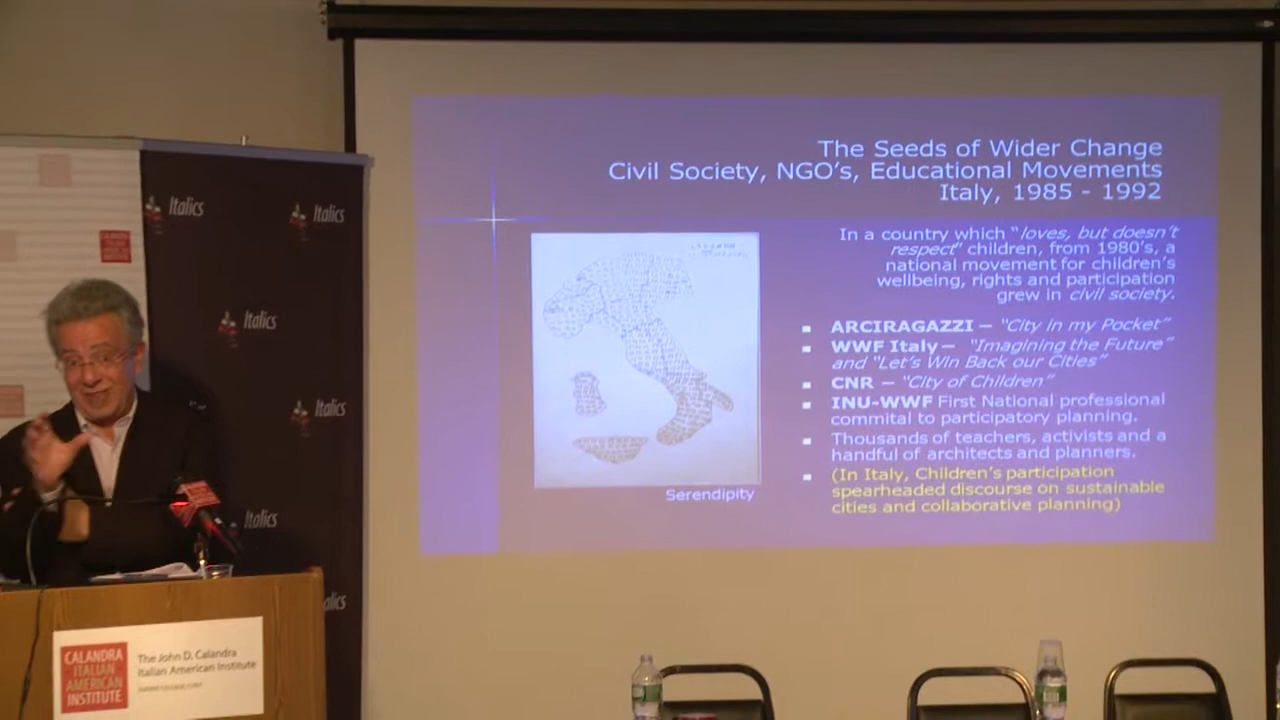 The Seeds of Wider Change
Civil Society, NGO's, Educational Movements
Italy, 1985 - 1992
In a country which "loves, but doesn't
respect" children, from 1980's, a
national movement for children's
wellbeing, rights and participation
grew in civil society.
▪ ARCIRAGAZZI – "City in my Pocket"
▪ WWF Italy – "Imagining the Future"
and "Let's Win Back our Cities"
▪ CNR – "City of Children"
▪ INU-WWF First National professional
commital to participatory planning.
▪ Thousands of teachers, activists and a
handful of architects and planners.
▪ (In Italy, Children's participation
spearheaded discourse on sustainable
cities and collaborative planning)
Serendipity
Italics
Italics
Italics
Italics
Italics
Italics
CALANDRA
ITALIAN
AMERICAN
INSTITUTE
The John D. Calandra
Italian American Institute